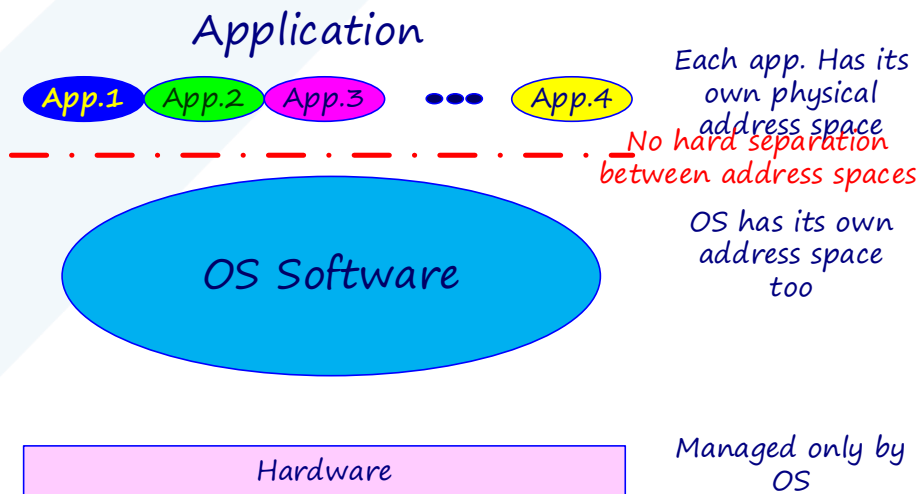 Application
App.1 App.2 App.3 App.4
Each app. Has its
own physical
address space
No hard separation
between address spaces
OS has its own
address space
too
OS Software
Hardware
Managed only by
OS